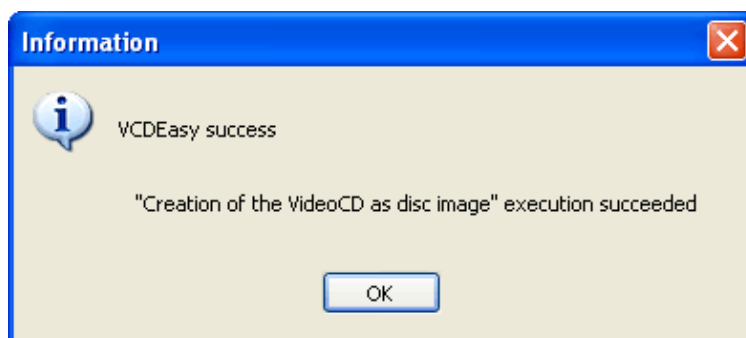 Information
VCDEasy success
"Creation of the VideoCD as disc image" execution succeeded
OK